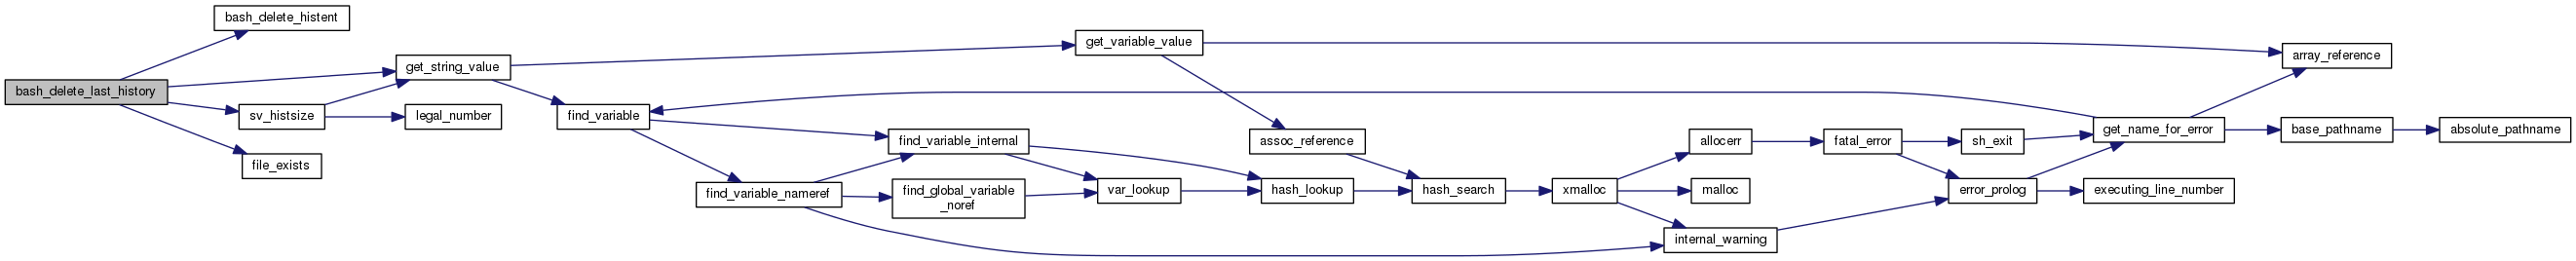 bash_delete_last_history
bash_delete_histent
get_string_value
sv_histsize
file_exists
legal_number
find_variable
find_variable_nameref
find_variable_internal
find_global_variable
_noref
get_variable_value
var_lookup
assoc_reference
hash_lookup
hash_search
xmalloc
allocerr
malloc
internal_warning
fatal_error
sh_exit
error_prolog
get_name_for_error
executing_line_number
array_reference
base_pathname
absolute_pathname